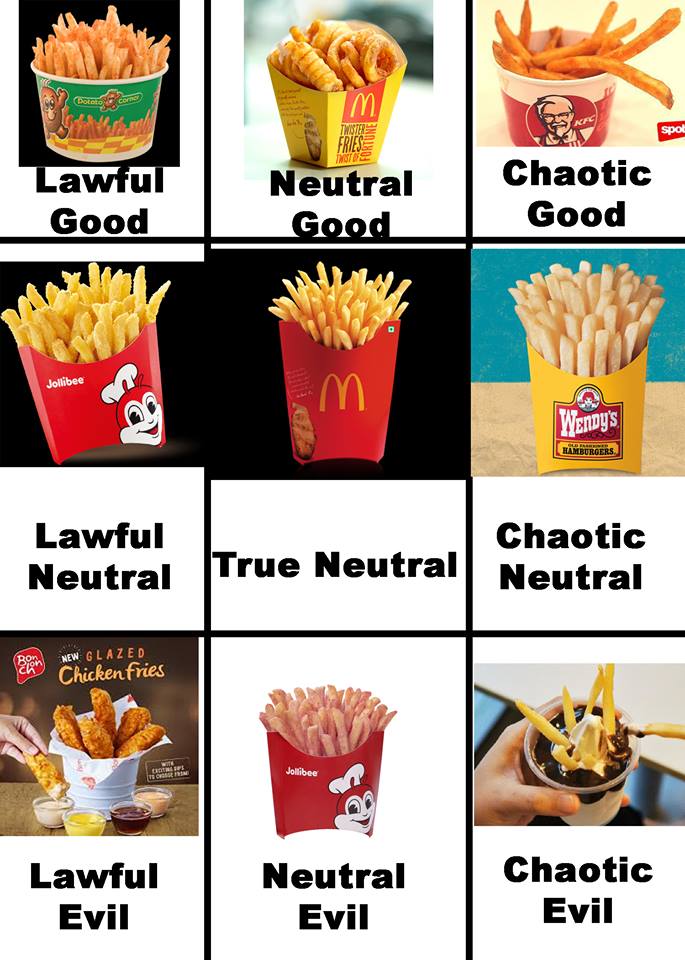 Potato Corner
Lawful
Good
M
TWISTER
FRIES
TWIST OF
FORTUNE
Neutral
Good
KFC
spot
Chaotic
Good
Jollibee
Lawful
Neutral
M
True Neutral
WENDY'S
OLD FASHIONED
HAMBURGERS.
Chaotic
Neutral
Bon
Ch
NEW GLAZED
Chicken Fries
WITH
EXCITING DIPS
TO CHOOSE FROM!
Lawful
Evil
Jollibee
Neutral
Evil
Chaotic
Evil